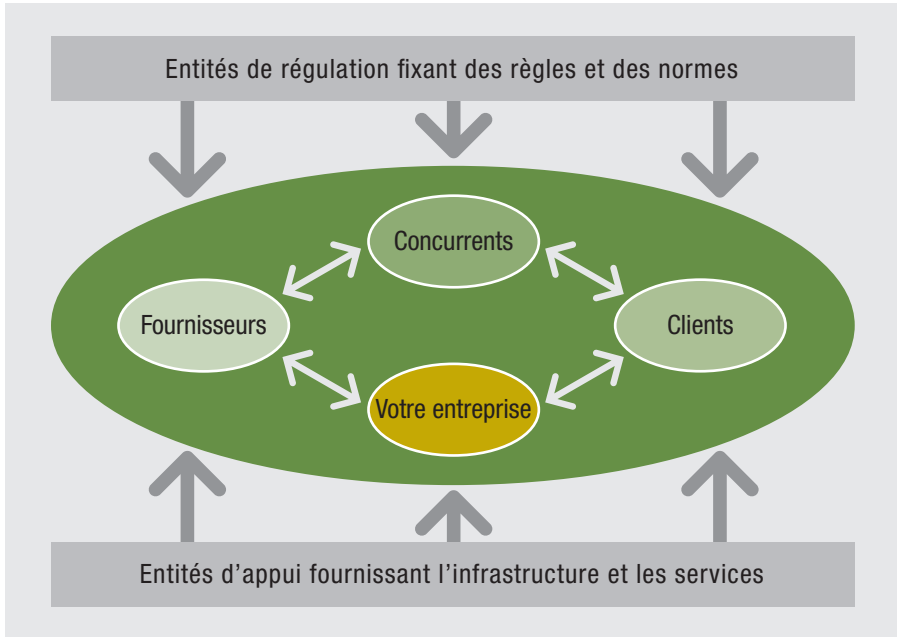 Entités de régulation fixant des règles et des normes
Concurrents
Fournisseurs
Clients
Votre entreprise
Entités d’appui fournissant l’infrastructure et les services